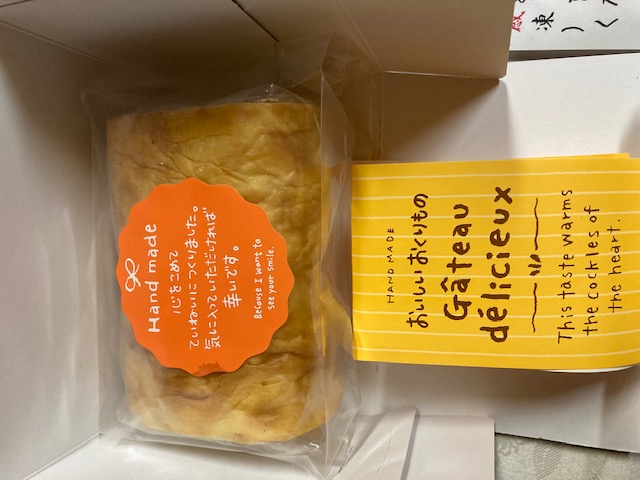 Hand made
心をこめて
ていねいにつくりました。
気に入っていただければ
幸いです。
Because I want to
see your smile.
HAND MADE
おいしいおくりもの
Gâteau
délicieux
This taste warms
the cockles of
the heart.